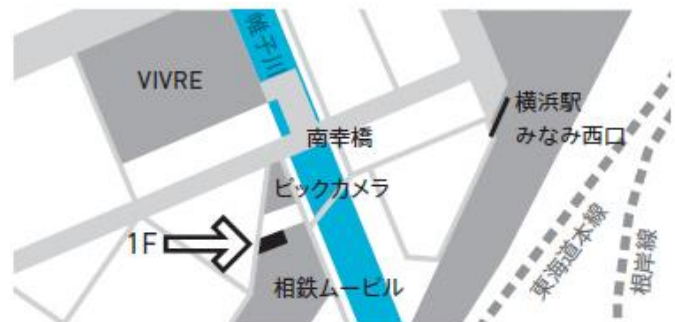 帷子川
VIVRE
横浜駅
みなみ西口
南幸橋
ビックカメラ
1F
相鉄ムービル
東海道本線
根岸線